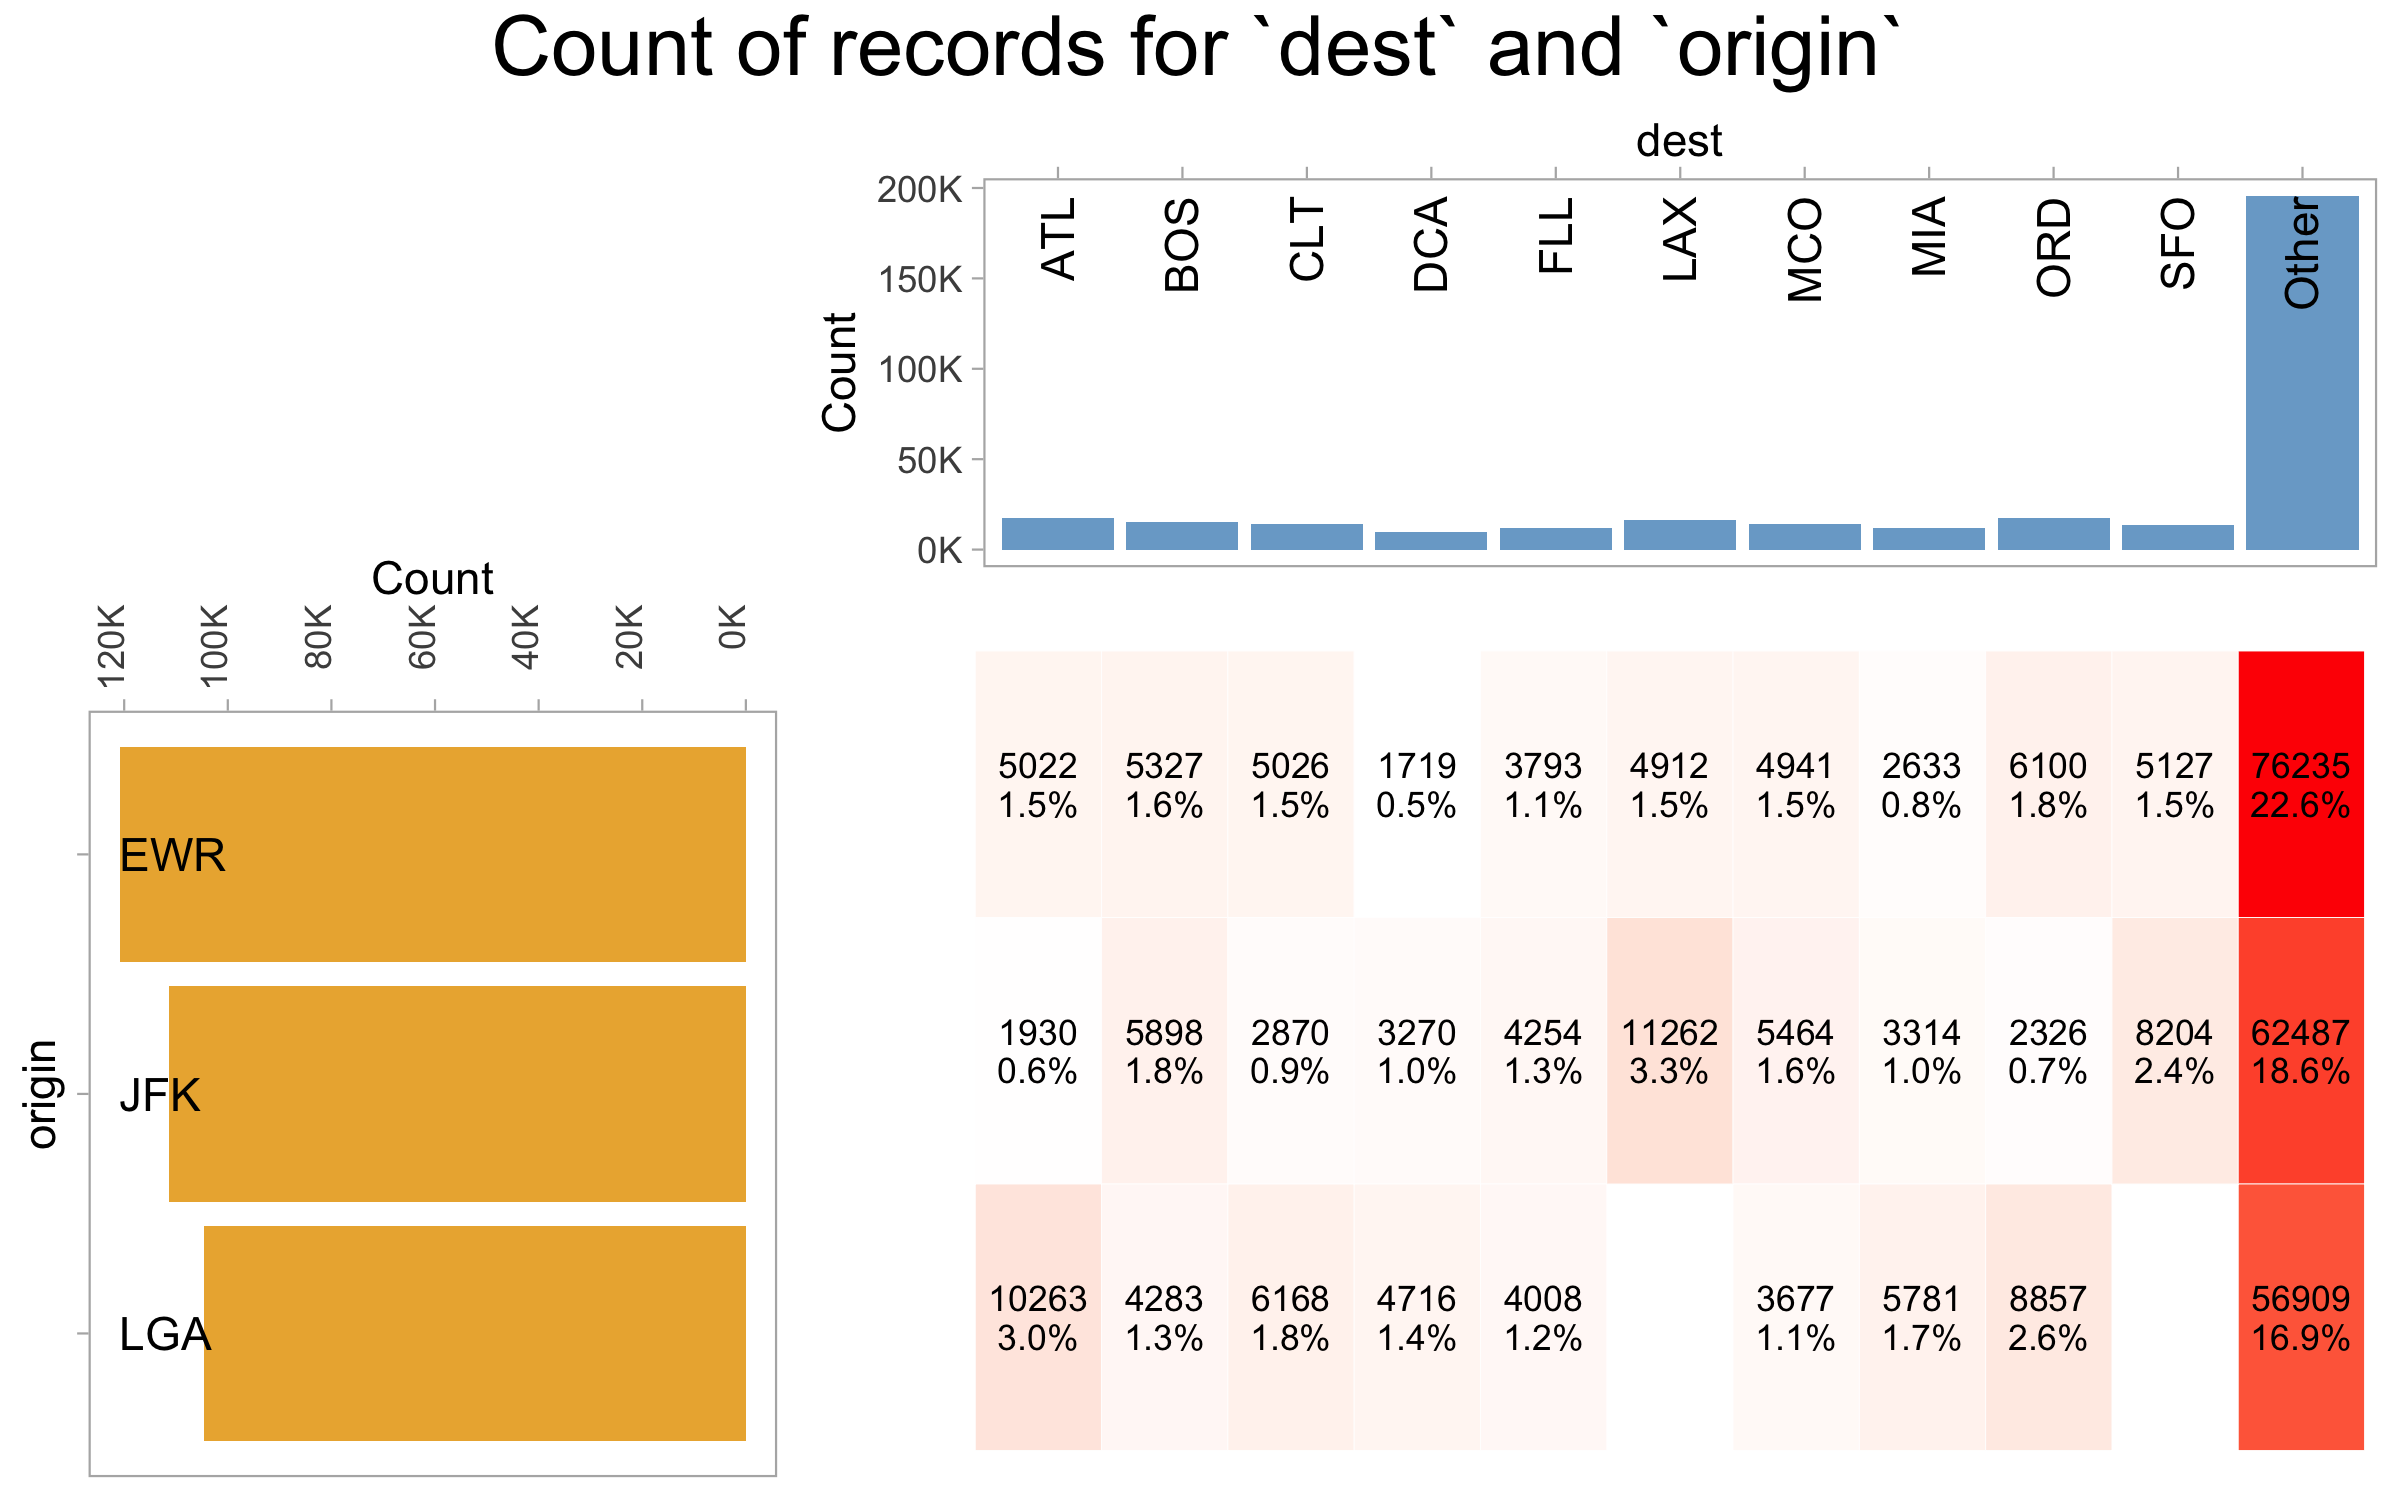 Count of records for `dest` and `origin`
dest
Count
200K
150K
100K
50K
0K
ATL
BOS
CLT
DCA
FLL
LAX
MCO
MIA
ORD
SFO
Other
Count
120K
100K
80K
60K
40K
20K
0K
origin
EWR
JFK
LGA
5022 5327 5026 1719 3793 4912 4941 2633 6100 5127 76235
1.5% 1.6% 1.5% 0.5% 1.1% 1.5% 1.5% 0.8% 1.8% 1.5% 22.6%
1930 5898 2870 3270 4254 11262 5464 3314 2326 8204 62487
0.6% 1.8% 0.9% 1.0% 1.3% 3.3% 1.6% 1.0% 0.7% 2.4% 18.6%
10263 4283 6168 4716 4008 3677 5781 8857 56909
3.0% 1.3% 1.8% 1.4% 1.2% 1.1% 1.7% 2.6% 16.9%